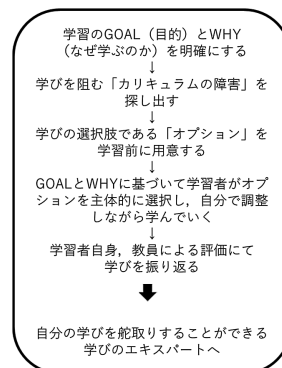 学習のGOAL（目的）とWHY
（なぜ学ぶのか）を明確にする
↓
学びを阻む「カリキュラムの障害」を
探し出す
↓
学びの選択肢である「オプション」を
学習前に用意する
↓
GOALとWHYに基づいて学習者がオプ
ションを主体的に選択し，自分で調整
しながら学んでいく
↓
学習者自身，教員による評価にて
学びを振り返る
自分の学びを舵取りすることができる
学びのエキスパートへ